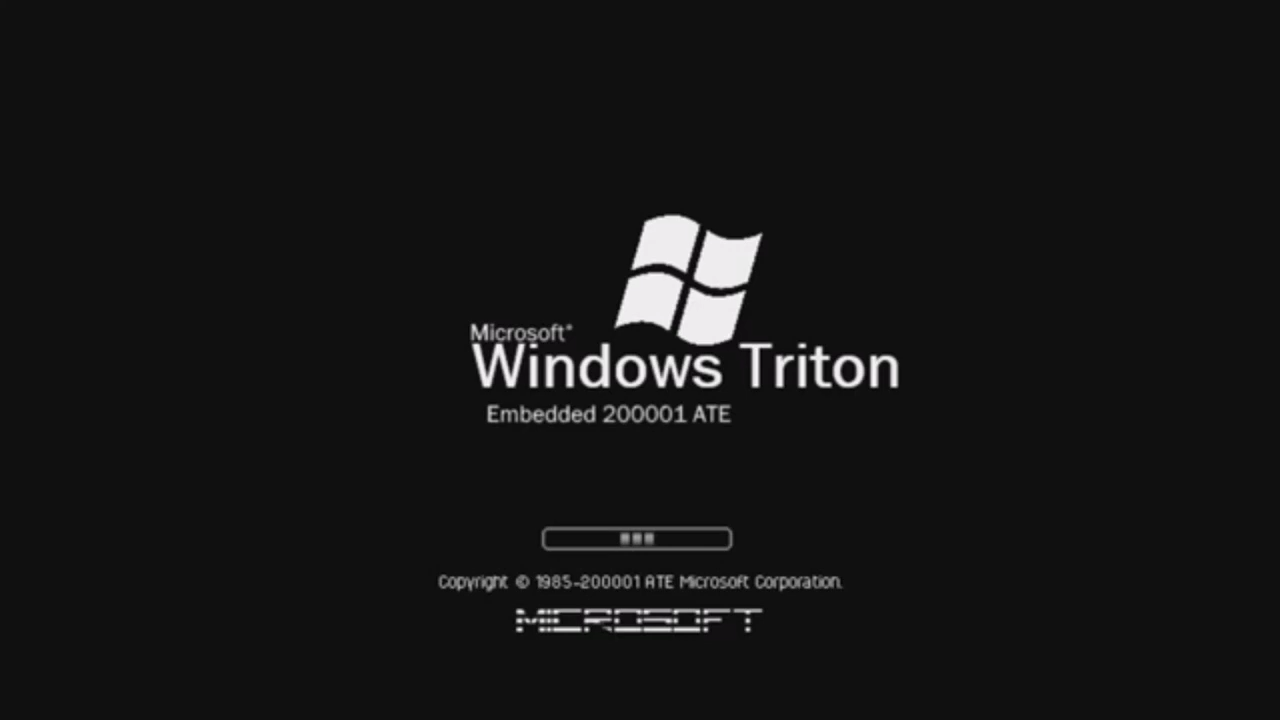 Microsoft®
Windows Triton
Embedded 200001 ATE
Copyright © 1985-200001 ATE Microsoft Corporation.
MICROSOFT